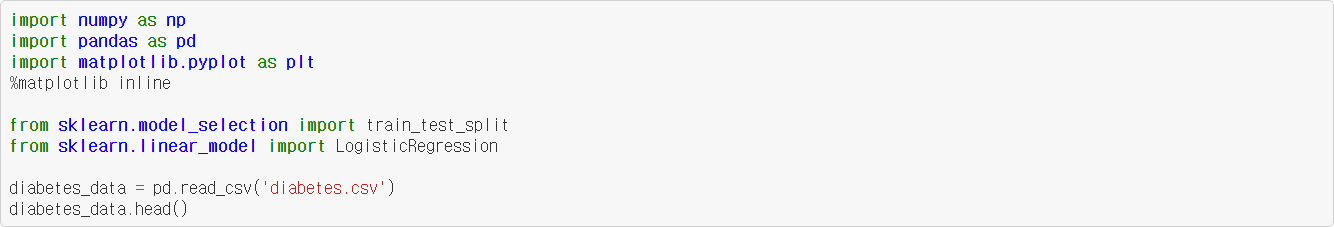 import numpy as np
import pandas as pd
import matplotlib.pyplot as plt
%matplotlib inline
from sklearn.model_selection import train_test_split
from sklearn.linear_model import LogisticRegression
diabetes_data = pd.read_csv('diabetes.csv')
diabetes_data.head()